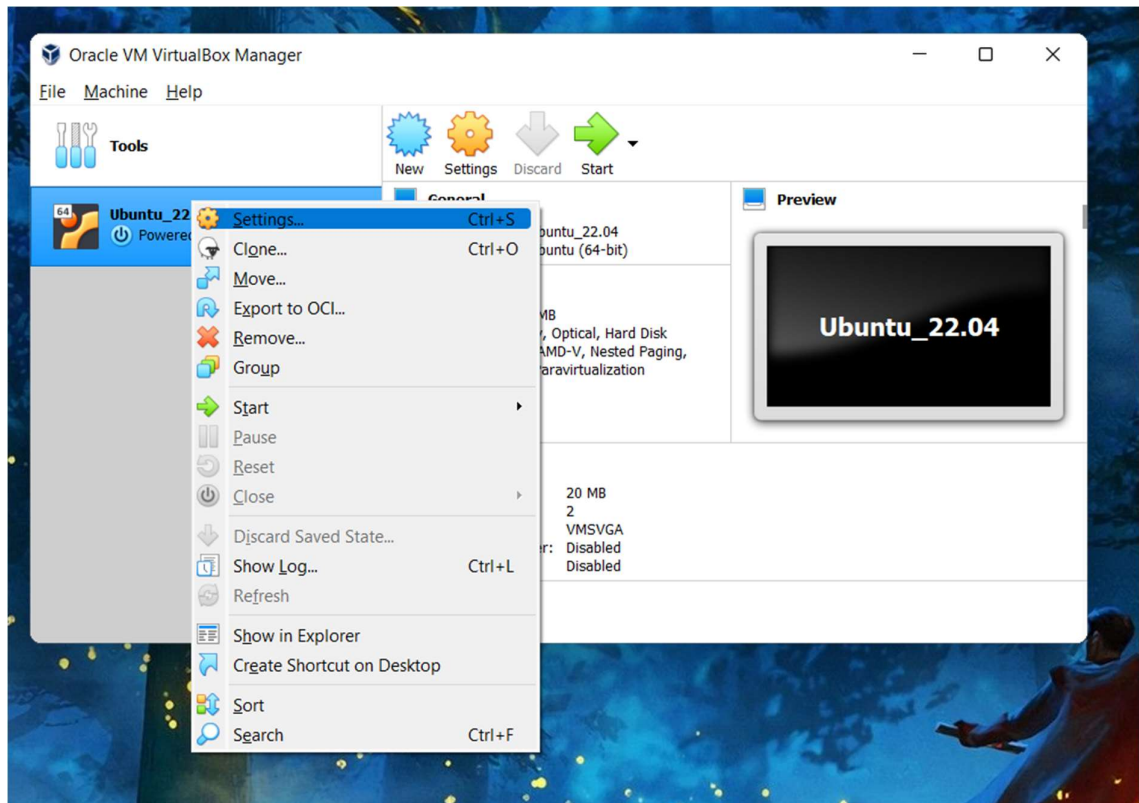 Oracle VM VirtualBox Manager
File Machine Help
Tools
New Settings Discard Start
64
Ubuntu_22
Powered
General
Preview
Settings... Ctrl+S
Clone... Ctrl+O
Move...
Export to OCI...
Remove...
Group
Start
Pause
Reset
Close
Discard Saved State...
Show Log... Ctrl+L
Refresh
Show in Explorer
Create Shortcut on Desktop
Sort
Search Ctrl+F
buntu_22.04
buntu (64-bit)
MB
, Optical, Hard Disk
AMD-V, Nested Paging,
aravirtualization
Ubuntu_22.04
20 MB
2
VMSVGA
r: Disabled
Disabled